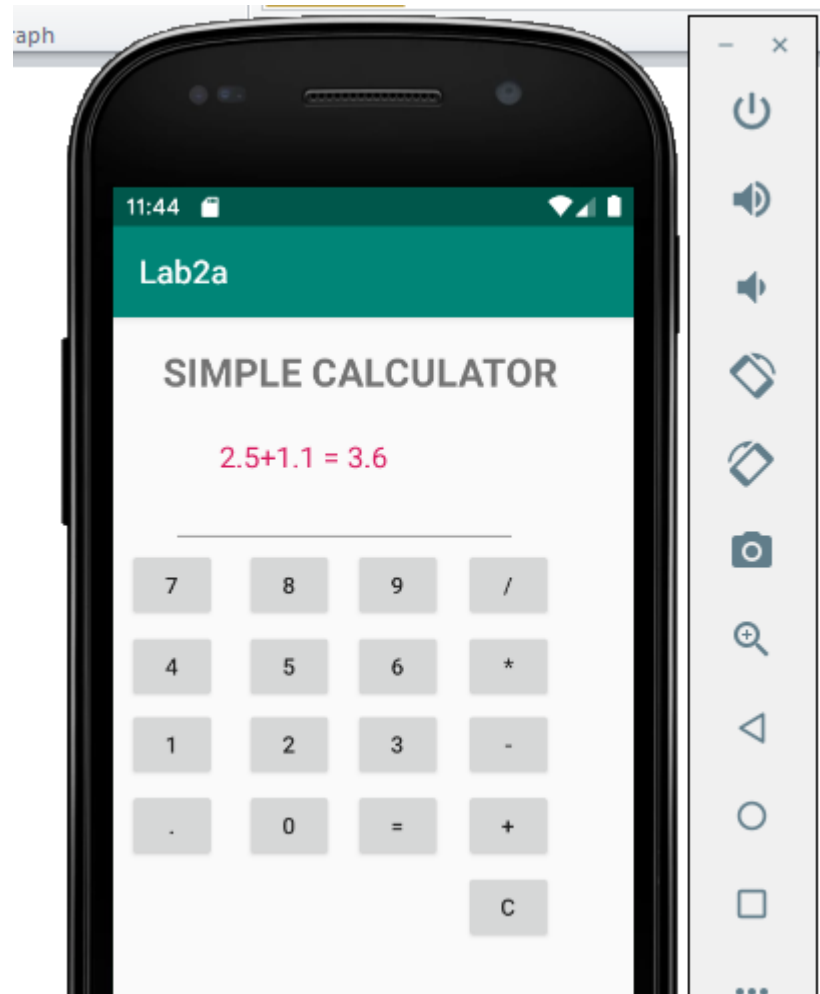 aph
11:44
Lab2a
SIMPLE CALCULATOR
2.5+1.1 = 3.6
7 8 9 /
4 5 6 *
1 2 3 -
. 0 = +
C